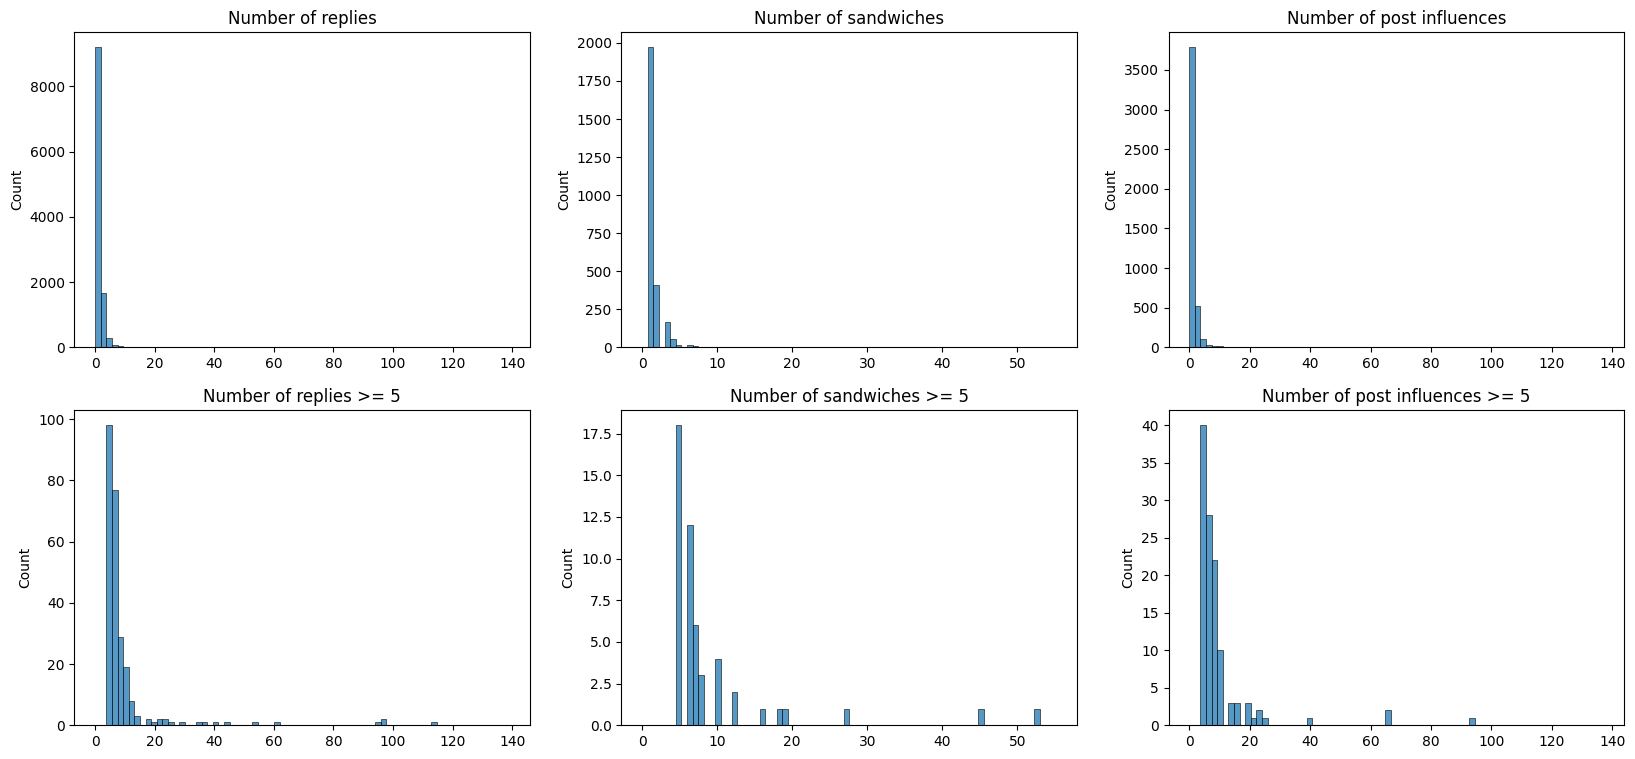 Number of replies
Number of sandwiches
Number of post influences
Count
8000
6000
4000
2000
0
0 20 40 60 80 100 120 140
Count
2000
1750
1500
1250
1000
750
500
250
0
0 10 20 30 40 50
Count
3500
3000
2500
2000
1500
1000
500
0
0 20 40 60 80 100 120 140
Number of replies >= 5
Number of sandwiches >= 5
Number of post influences >= 5
Count
100
80
60
40
20
0
0 20 40 60 80 100 120 140
Count
17.5
15.0
12.5
10.0
7.5
5.0
2.5
0.0
0 10 20 30 40 50
Count
40
35
30
25
20
15
10
5
0
0 20 40 60 80 100 120 140